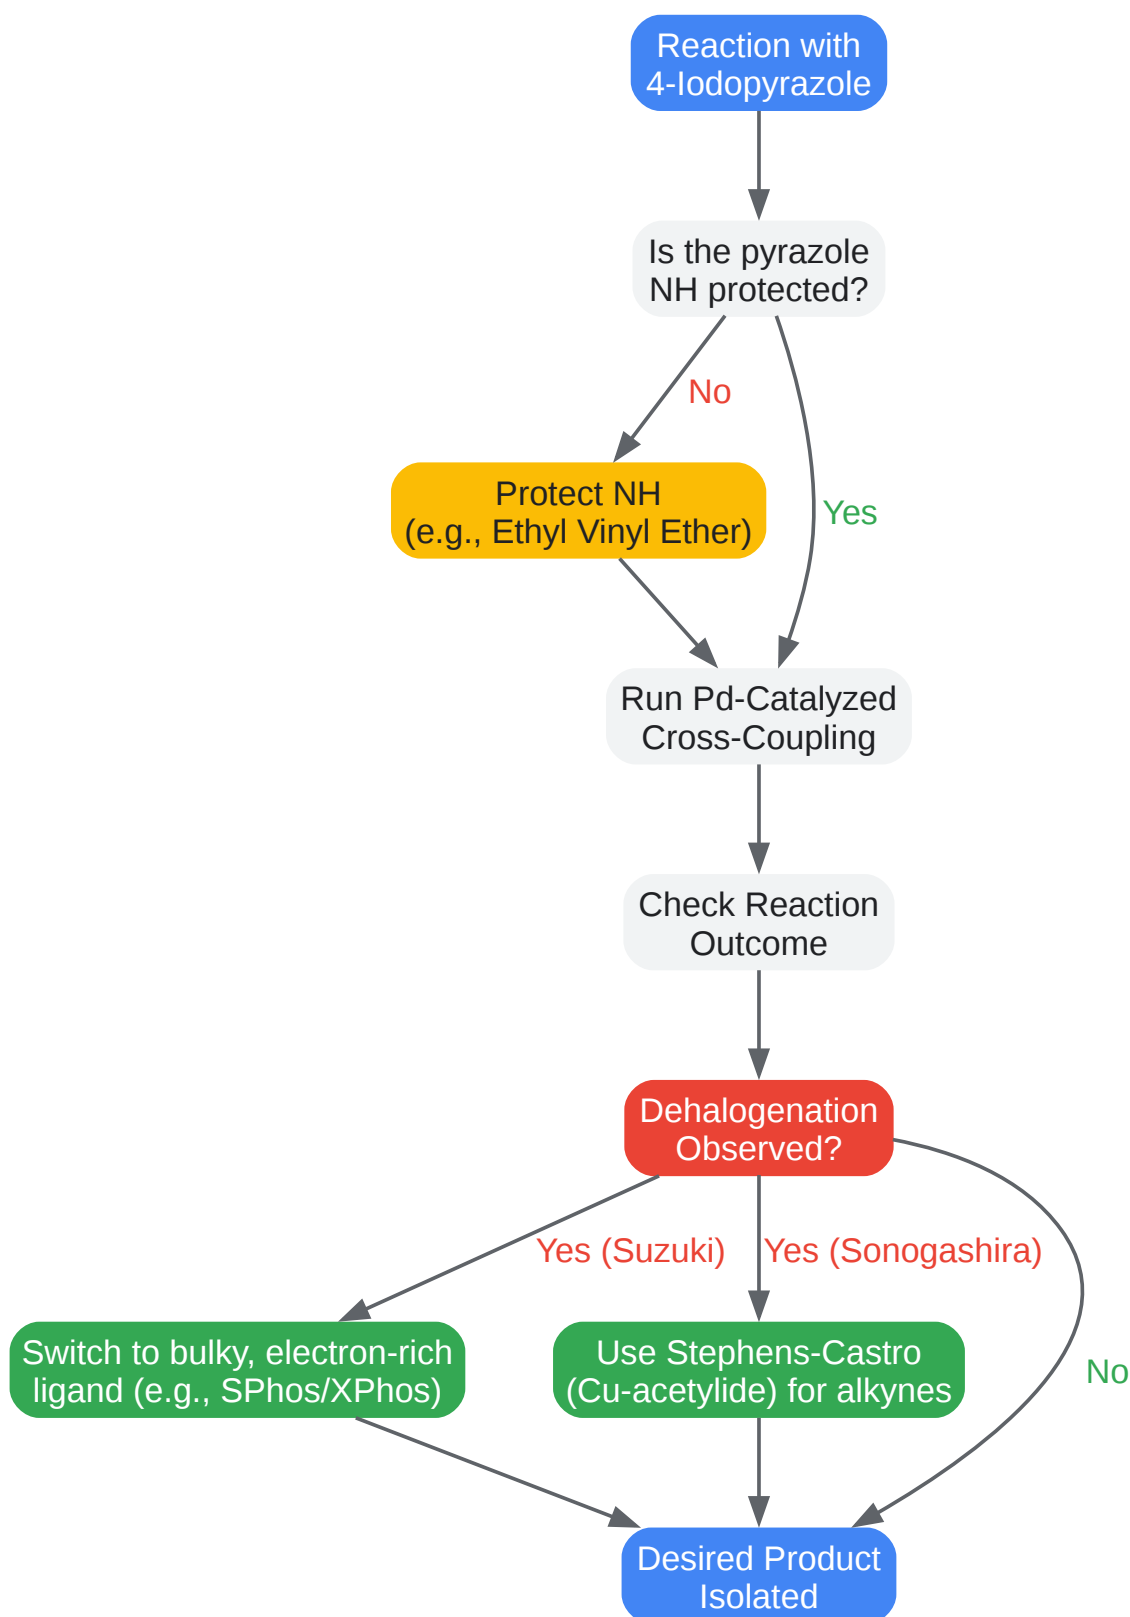 Reaction with
4-Iodopyrazole
Is the pyrazole
NH protected?
No
Protect NH
(e.g., Ethyl Vinyl Ether)
Yes
Run Pd-Catalyzed
Cross-Coupling
Check Reaction
Outcome
Dehalogenation
Observed?
Yes (Suzuki)
Yes (Sonogashira)
Switch to bulky, electron-rich
ligand (e.g., SPhos/XPhos)
Use Stephens-Castro
(Cu-acetylide) for alkynes
No
Desired Product
Isolated